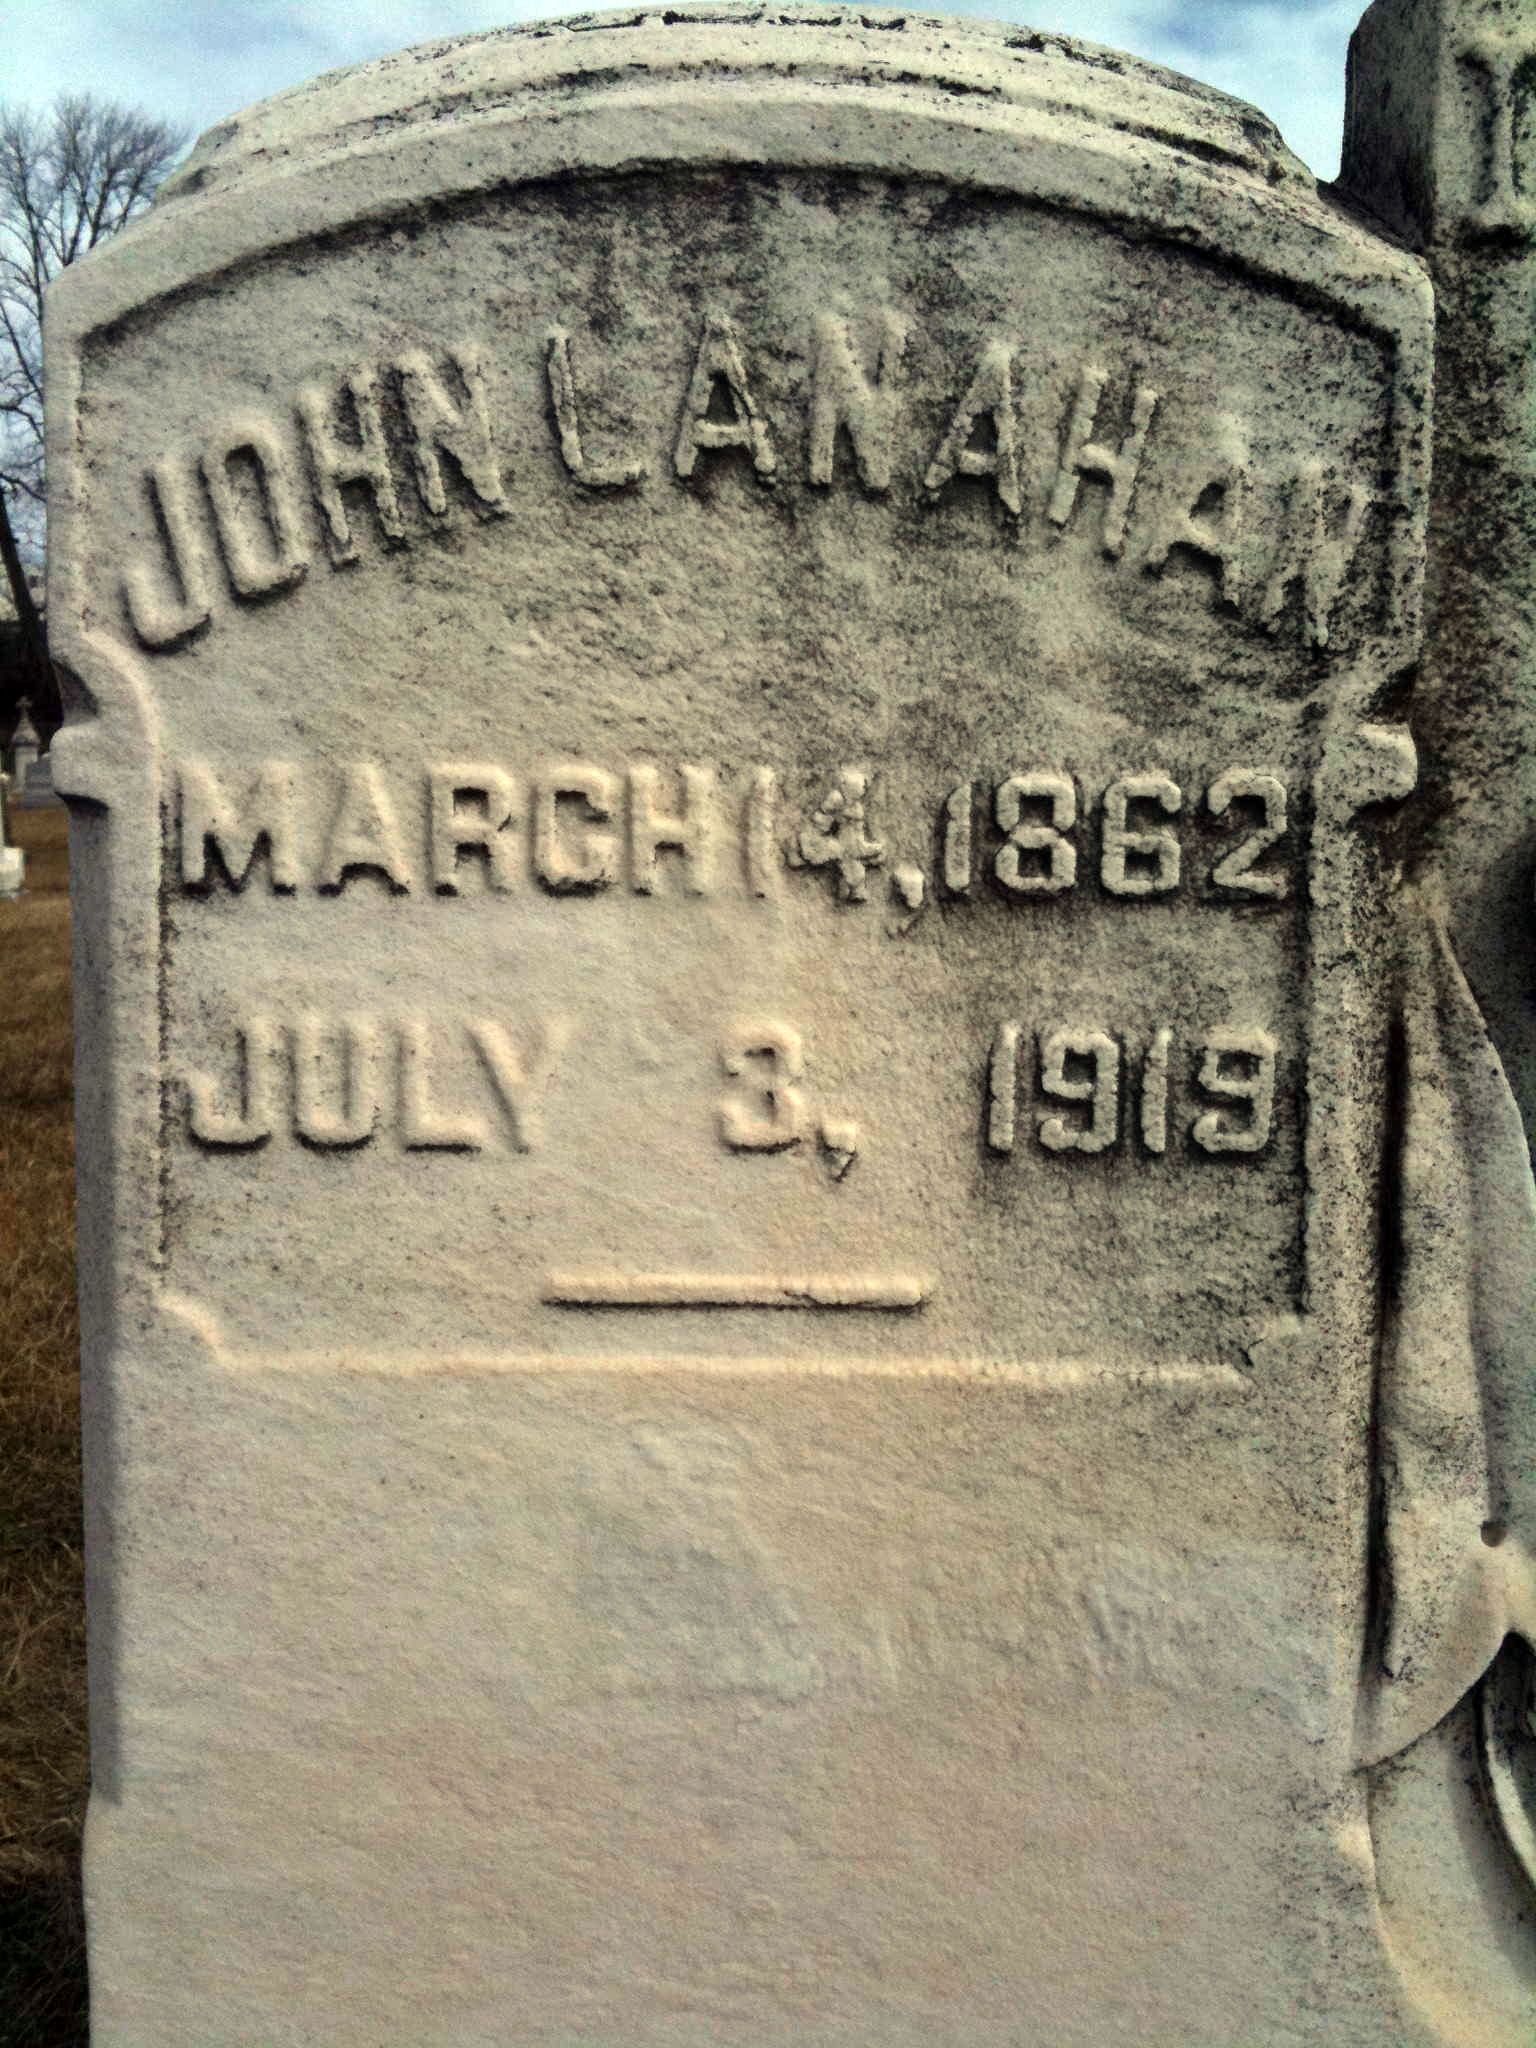 JOHN LANAHAN
MARCH 14, 1862
JULY 3, 1919